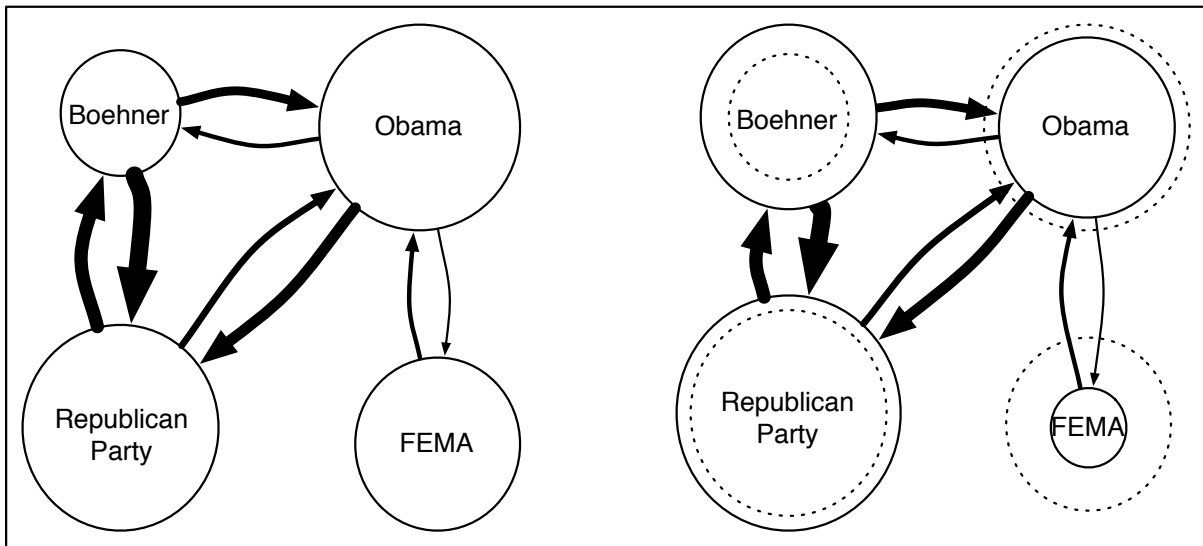 Boehner
Obama
Republican
Party
FEMA
Boehner
Obama
Republican
Party
FEMA